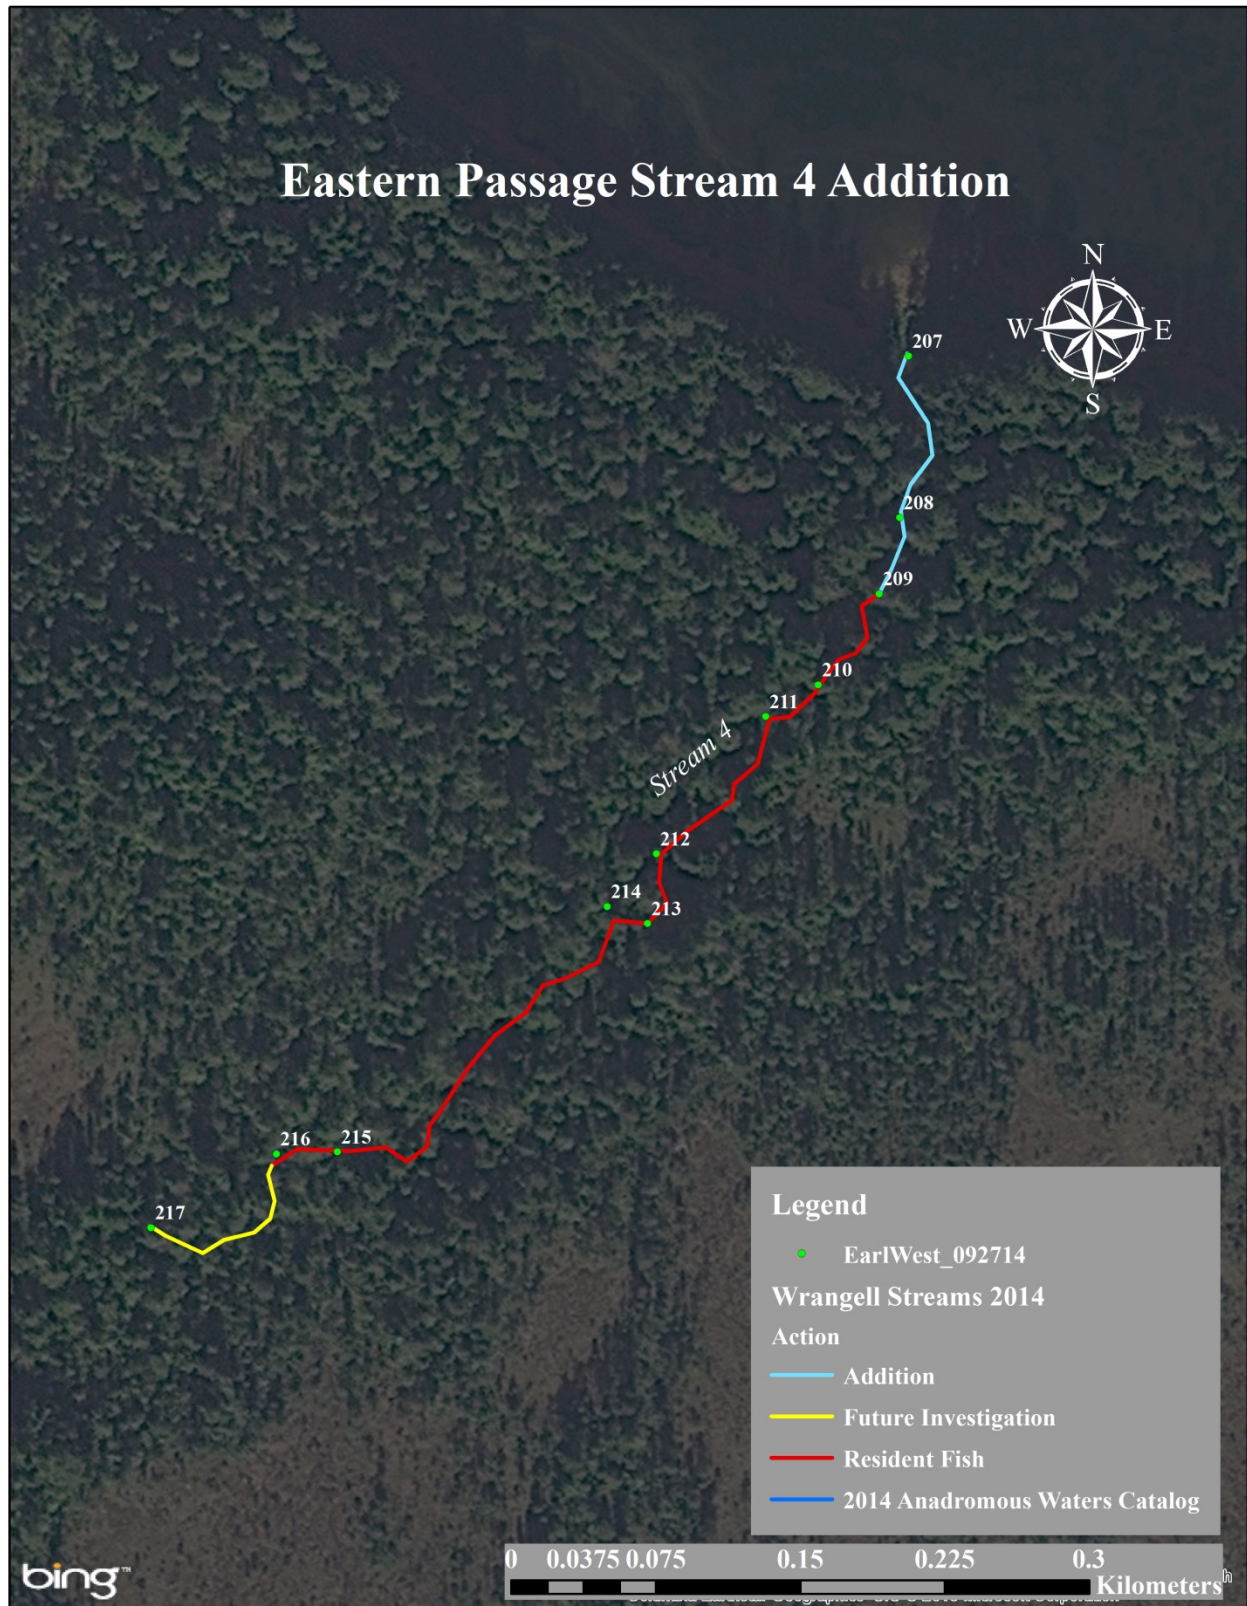 Eastern Passage Stream 4 Addition
N
W E
S
207
208
209
210
211
Stream 4
212
214
213
216
215
217
Legend
EarlWest_092714
Wrangell Streams 2014
Action
Addition
Future Investigation
Resident Fish
2014 Anadromous Waters Catalog
0 0.0375 0.075 0.15 0.225 0.3
Kilometers
bing™